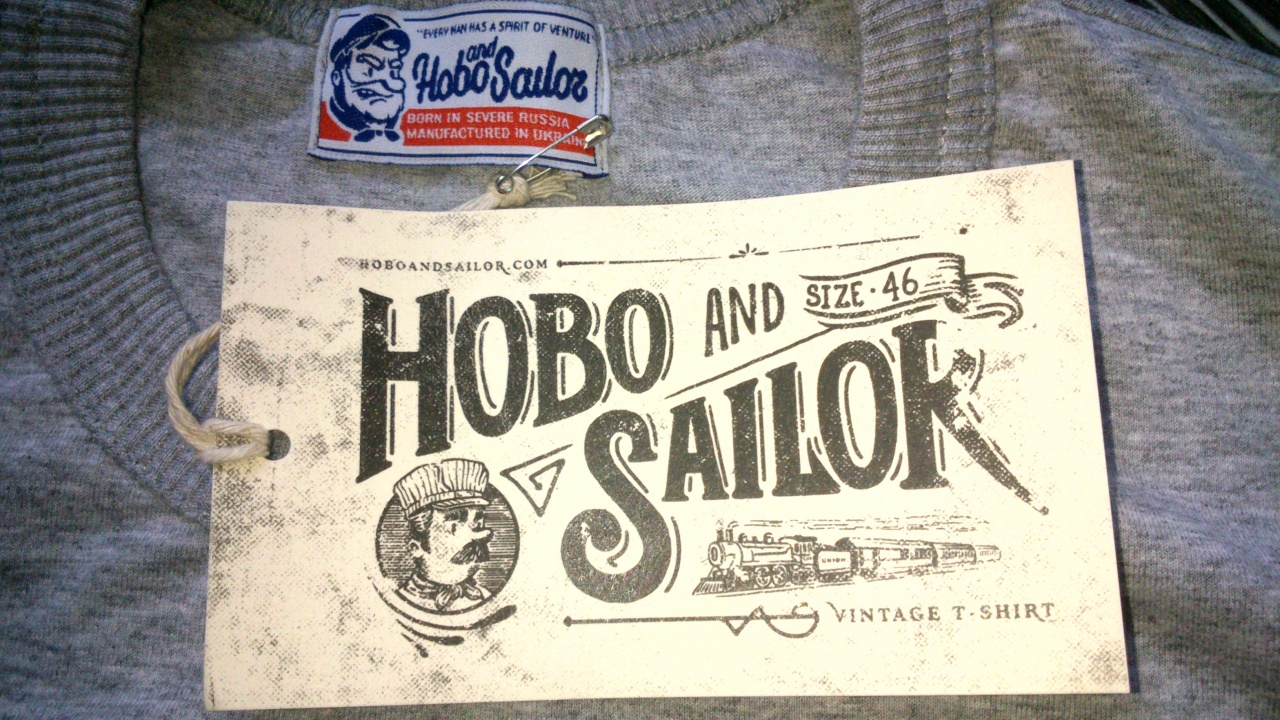 "EVERY MAN HAS A SPIRIT OF VENTURE"
and
Hobo Sailor
BORN IN SEVERE RUSSIA
MANUFACTURED IN UKRAINE
HOBOANDSAILOR.COM
HOBO AND
SIZE · 46
SAILOR
UNION
VINTAGE T-SHIRT